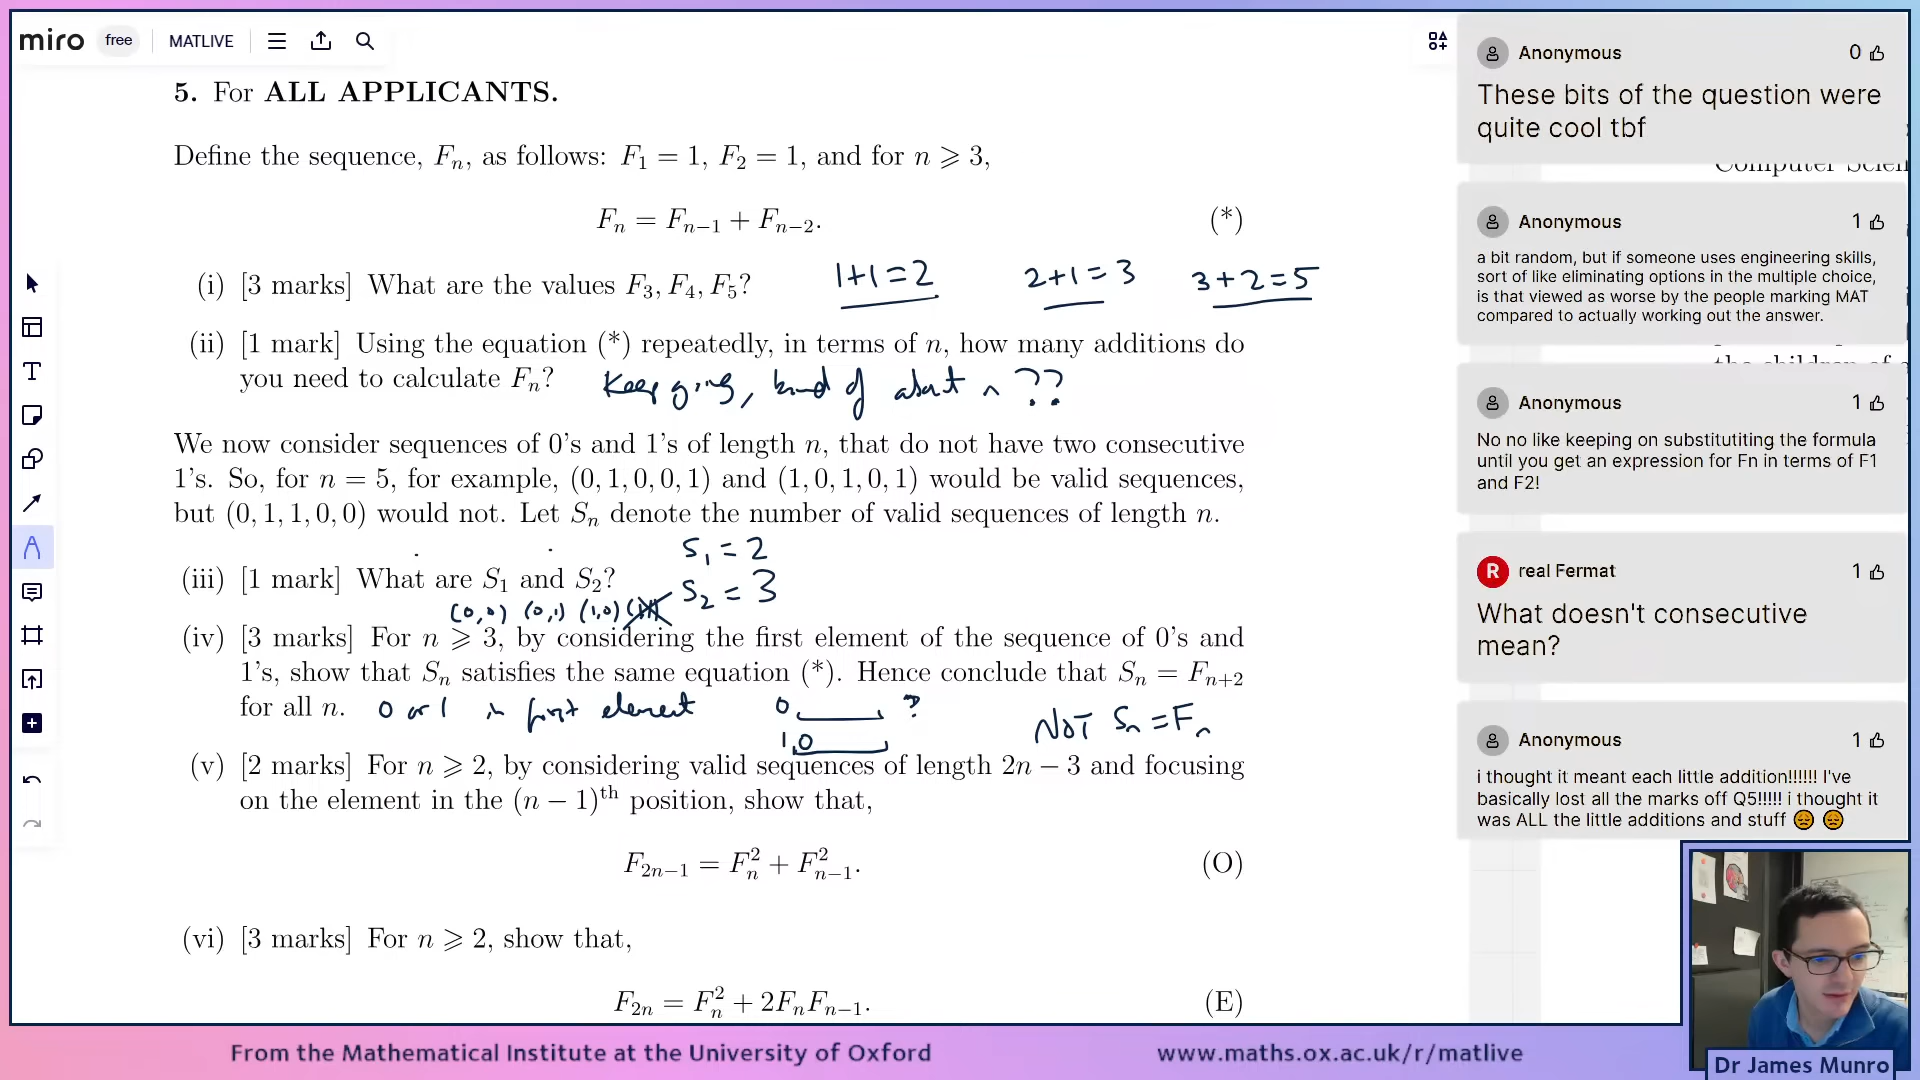 miro free MATLIVE
5. For ALL APPLICANTS.
Define the sequence, Fₙ, as follows: F₁ = 1, F₂ = 1, and for n ⩾ 3,
Fₙ = Fₙ₋₁ + Fₙ₋₂. (*)
(i) [3 marks] What are the values F₃, F₄, F₅? 1+1=2 2+1=3 3+2=5
(ii) [1 mark] Using the equation (*) repeatedly, in terms of n, how many additions do
you need to calculate Fₙ? Keep going, kind of about n ??
We now consider sequences of 0's and 1's of length n, that do not have two consecutive
1's. So, for n = 5, for example, (0, 1, 0, 0, 1) and (1, 0, 1, 0, 1) would be valid sequences,
but (0, 1, 1, 0, 0) would not. Let Sₙ denote the number of valid sequences of length n.
S₁ = 2
(iii) [1 mark] What are S₁ and S₂? S₂ = 3
(0,0) (0,1) (1,0)
(iv) [3 marks] For n ⩾ 3, by considering the first element of the sequence of 0's and
1's, show that Sₙ satisfies the same equation (*). Hence conclude that Sₙ = Fₙ₊₂
for all n. 0 or 1 in first element 0 ? NOT Sₙ = Fₙ
1,0
(v) [2 marks] For n ⩾ 2, by considering valid sequences of length 2n − 3 and focusing
on the element in the (n − 1)ᵗʰ position, show that,
F₂ₙ₋₁ = Fₙ² + Fₙ₋₁². (O)
(vi) [3 marks] For n ⩾ 2, show that,
F₂ₙ = Fₙ² + 2FₙFₙ₋₁. (E)
Anonymous 0
These bits of the question were
quite cool tbf
Anonymous 1
a bit random, but if someone uses engineering skills,
sort of like eliminating options in the multiple choice,
is that viewed as worse by the people marking MAT
compared to actually working out the answer.
Anonymous 1
No no like keeping on substitutiting the formula
until you get an expression for Fn in terms of F1
and F2!
R real Fermat 1
What doesn't consecutive
mean?
Anonymous 1
i thought it meant each little addition!!!!!! I've
basically lost all the marks off Q5!!!!! i thought it
was ALL the little additions and stuff 😔 😔
From the Mathematical Institute at the University of Oxford
www.maths.ox.ac.uk/r/matlive
Dr James Munro